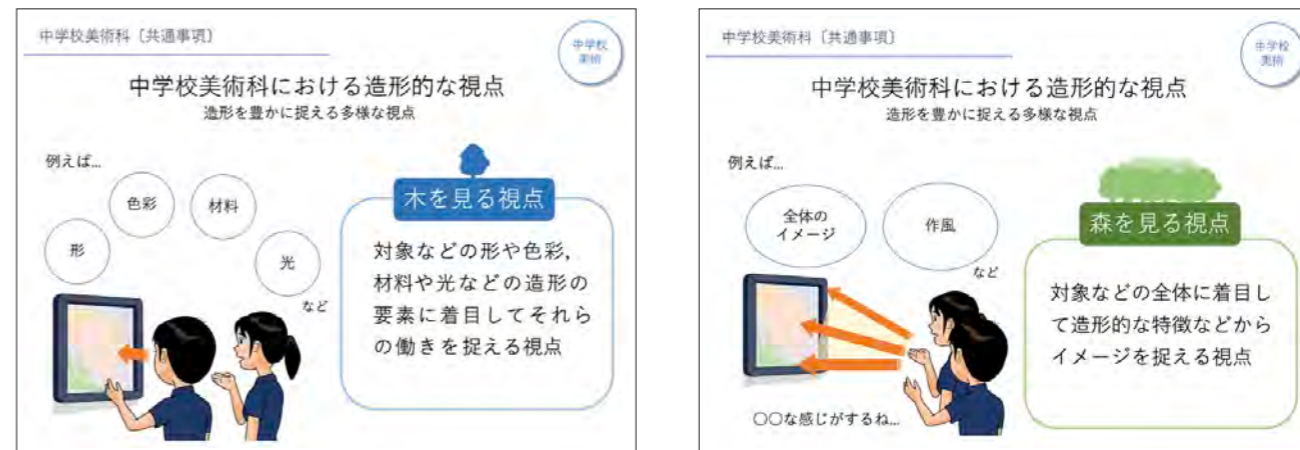 中学校美術科〔共通事項〕
中学校
美術
中学校美術科における造形的な視点
造形を豊かに捉える多様な視点
例えば…
形
色彩
材料
光
など
木を見る視点
対象などの形や色彩，
材料や光などの造形の
要素に着目してそれら
の働きを捉える視点
中学校美術科〔共通事項〕
中学校
美術
中学校美術科における造形的な視点
造形を豊かに捉える多様な視点
例えば…
全体の
イメージ
作風
など
〇〇な感じがするね…
森を見る視点
対象などの全体に着目し
て造形的な特徴などから
イメージを捉える視点